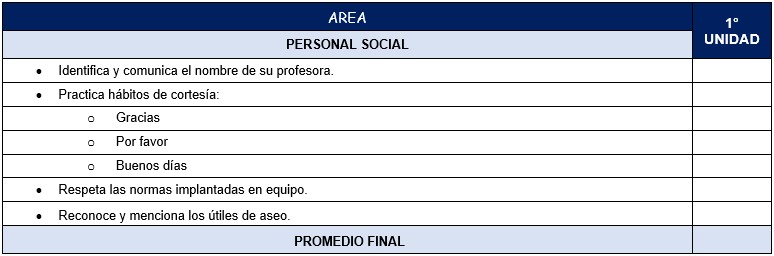 AREA
1° UNIDAD
PERSONAL SOCIAL
• Identifica y comunica el nombre de su profesora.
• Practica hábitos de cortesía:
o Gracias
o Por favor
o Buenos días
• Respeta las normas implantadas en equipo.
• Reconoce y menciona los útiles de aseo.
PROMEDIO FINAL